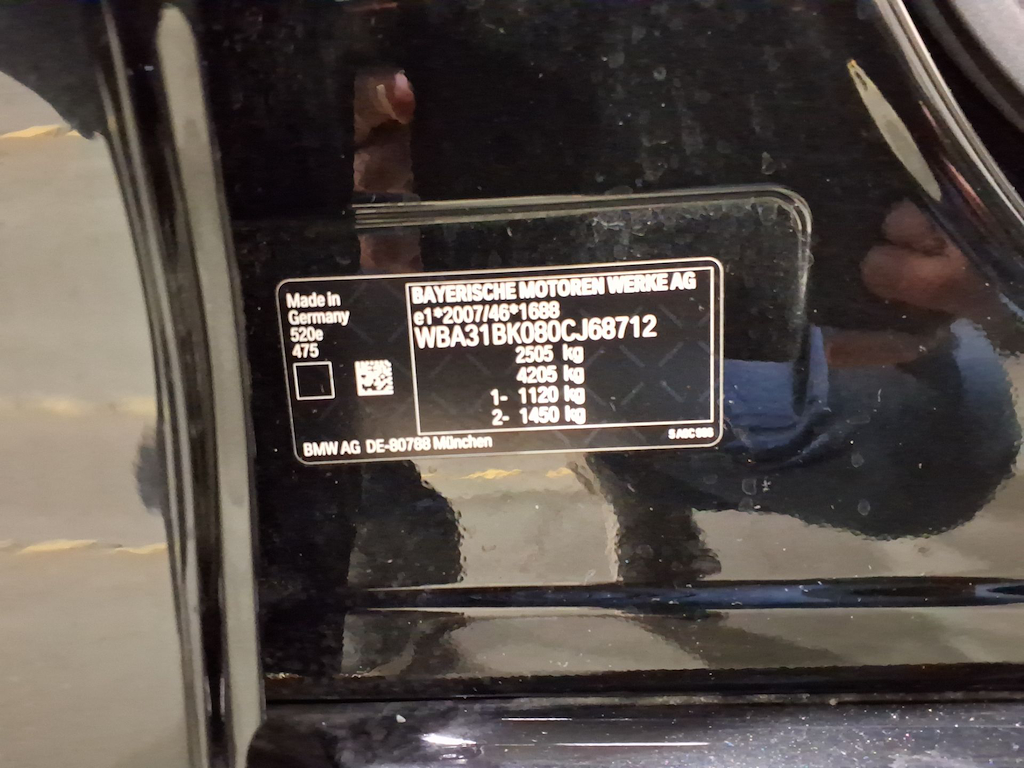 Made in
Germany
520e
475
BAYERISCHE MOTOREN WERKE AG
e1*2007/46*1688
WBA31BK080CJ68712
2505 kg
4205 kg
1- 1120 kg
2- 1450 kg
BMW AG DE-80788 München